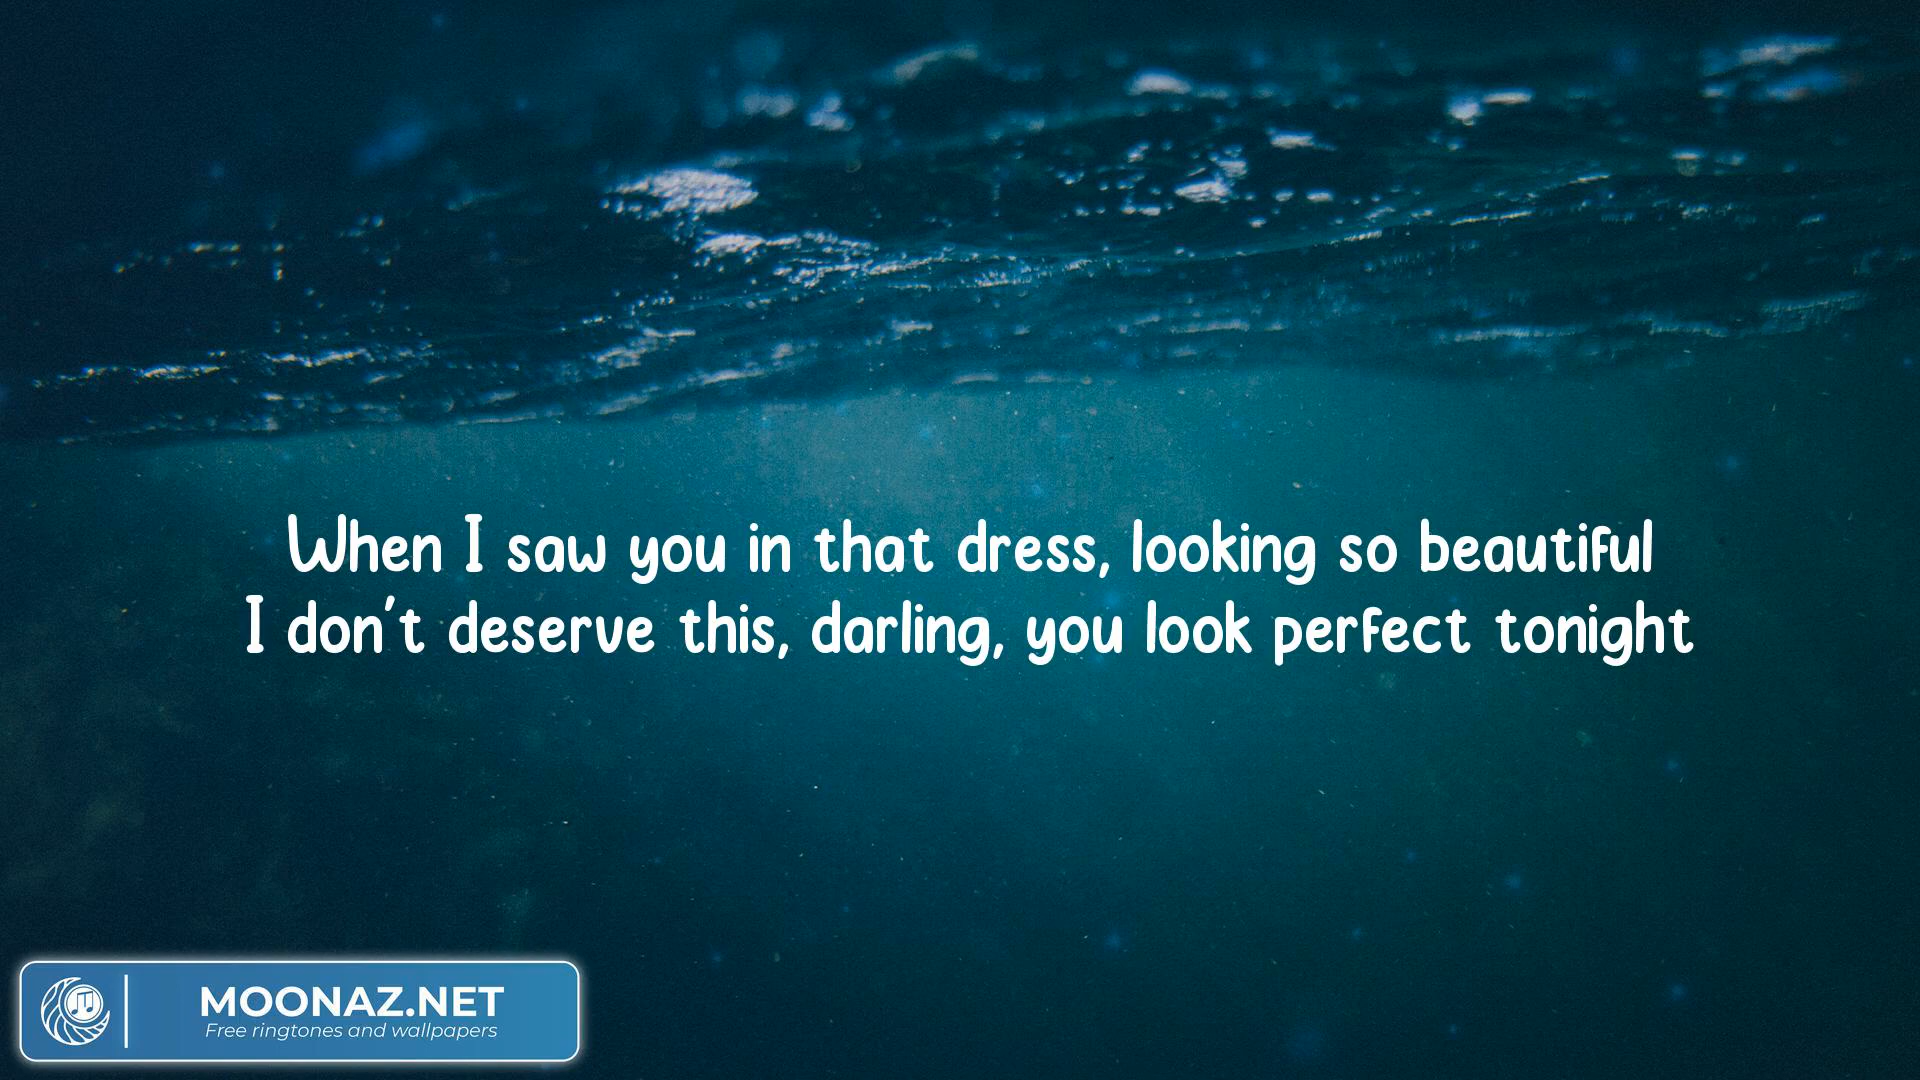 When I saw you in that dress, looking so beautiful
I don't deserve this, darling, you look perfect tonight
MOONAZ.NET
Free ringtones and wallpapers